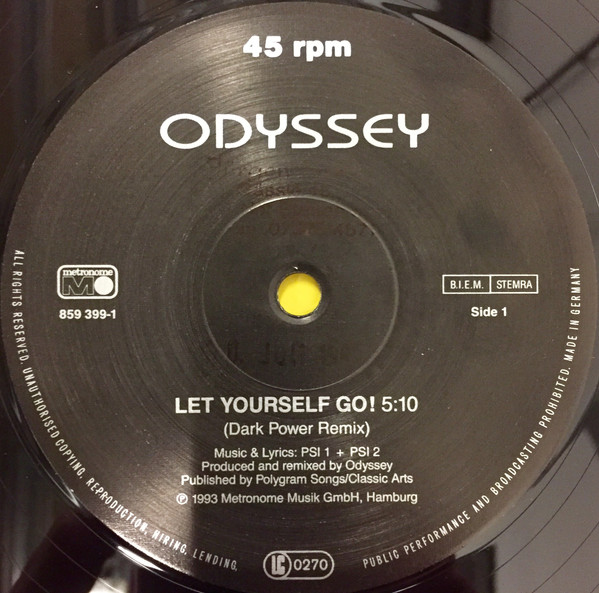 45 rpm
ODYSSEY
metronome
M
859 399-1
B.I.E.M. STEMRA
Side 1
LET YOURSELF GO! 5:10
(Dark Power Remix)
Music & Lyrics: PSI 1 + PSI 2
Produced and remixed by Odyssey
Published by Polygram Songs/Classic Arts
℗ 1993 Metronome Musik GmbH, Hamburg
LC 0270
ALL RIGHTS RESERVED. UNAUTHORISED COPYING. REPRODUCTION. HIRING. LENDING. PUBLIC PERFORMANCE AND BROADCASTING PROHIBITED. MADE IN GERMANY